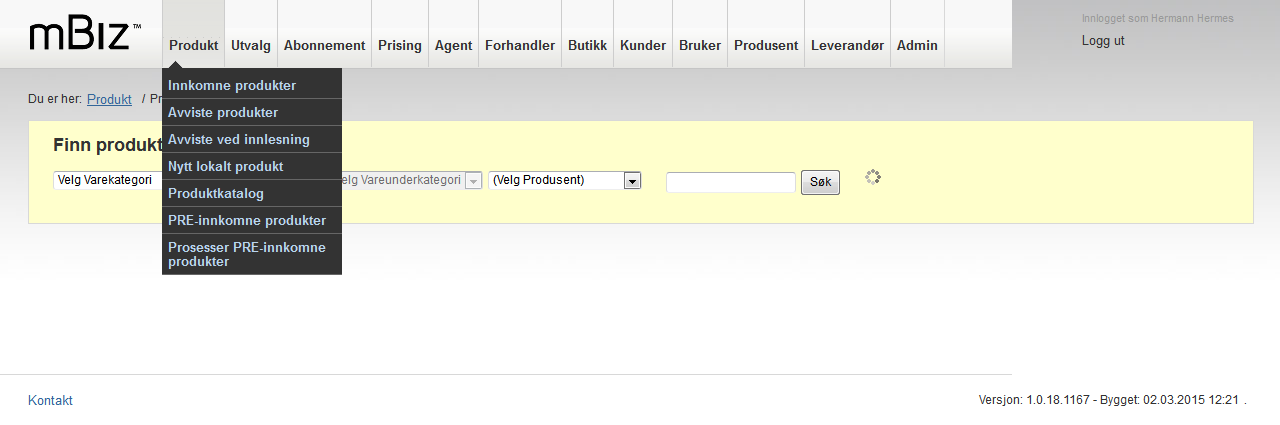 mBiz™
Produkt Utvalg Abonnement Prising Agent Forhandler Butikk Kunder Bruker Produsent Leverandør Admin
Innlogget som Hermann Hermes
Logg ut
Innkomne produkter
Avviste produkter
Avviste ved innlesning
Nytt lokalt produkt
Produktkatalog
PRE-innkomne produkter
Prosesser PRE-innkomne
produkter
Du er her: Produkt / Pr
Finn produkt
Velg Varekategori elg Vareunderkategori (Velg Produsent) Søk
Kontakt
Versjon: 1.0.18.1167 - Bygget: 02.03.2015 12:21 .